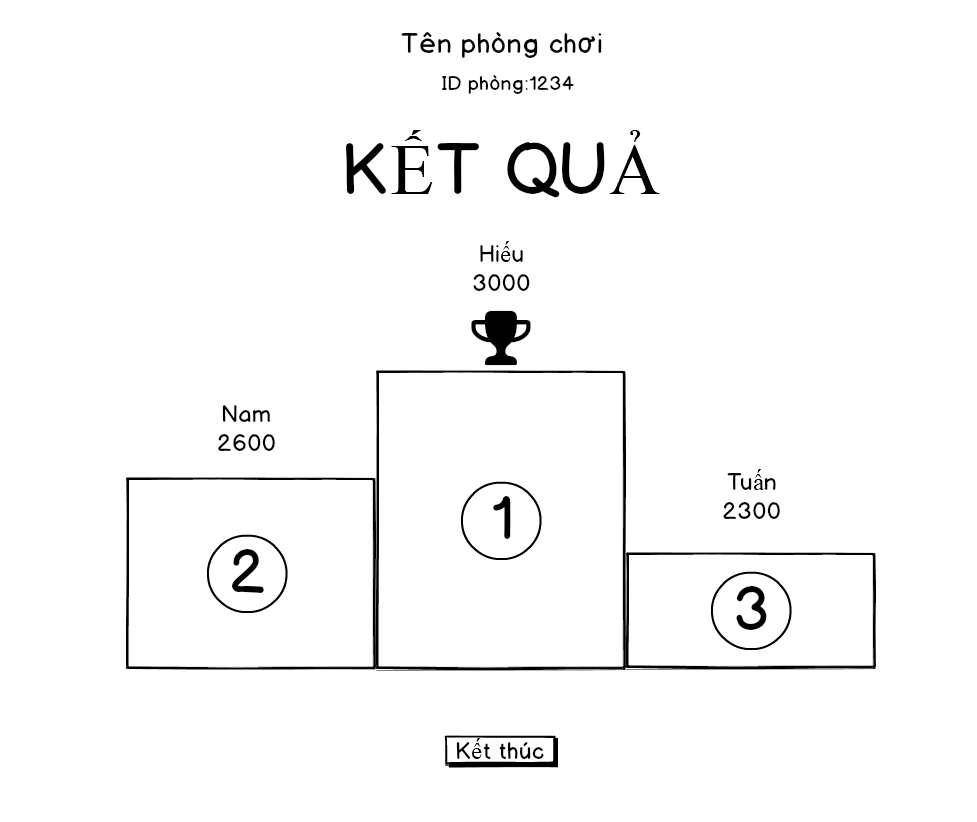 Tên phòng chơi
ID phòng:1234
KẾT QUẢ
Hiếu
3000
Nam
2600
Tuấn
2300
1
2
3
Kết thúc